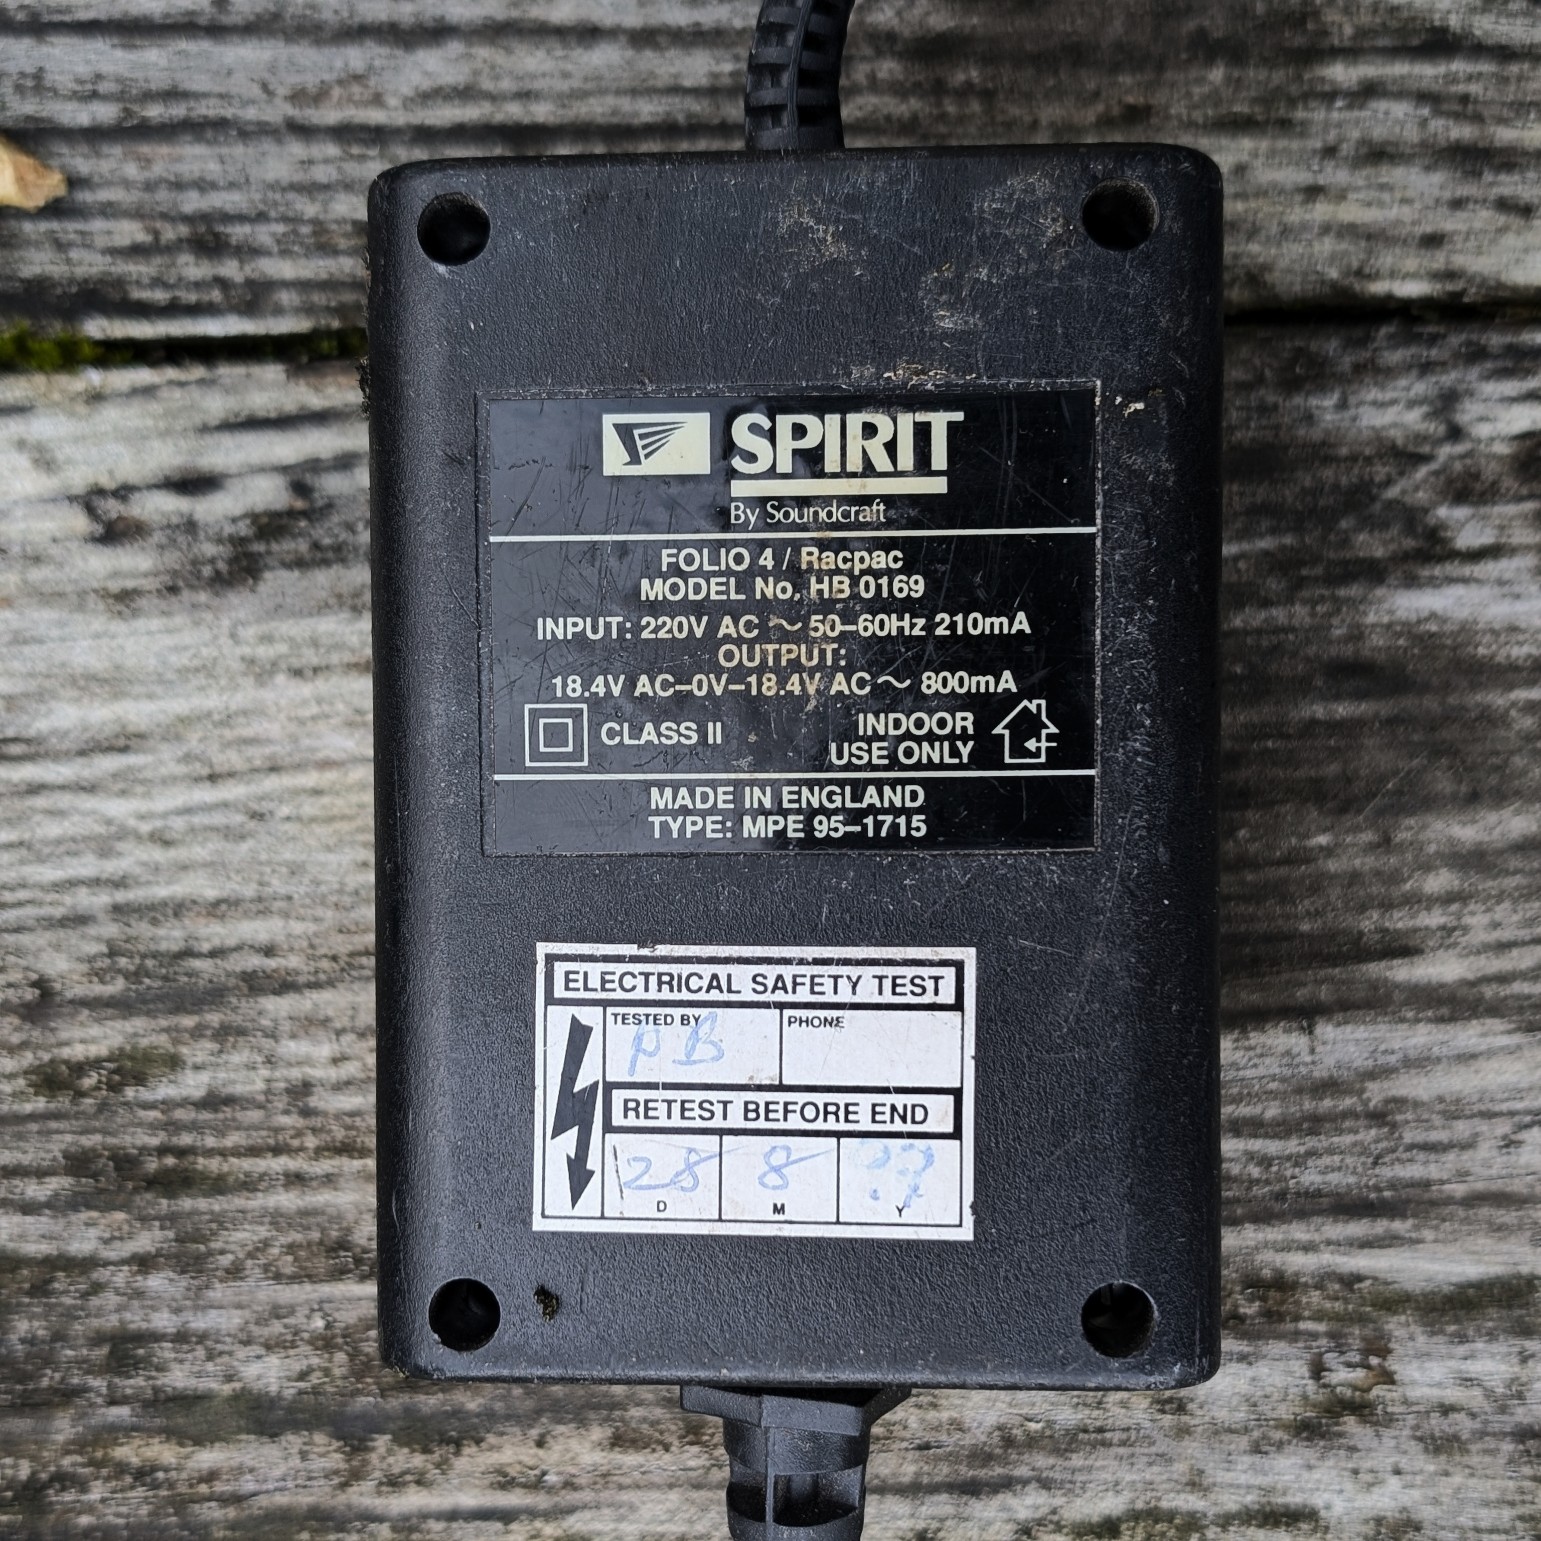 SPIRIT
By Soundcraft
FOLIO 4 / Racpac
MODEL No. HB 0169
INPUT: 220V AC ~ 50–60Hz 210mA
OUTPUT:
18.4V AC–0V–18.4V AC ~ 800mA
CLASS II
INDOOR
USE ONLY
MADE IN ENGLAND
TYPE: MPE 95–1715
ELECTRICAL SAFETY TEST
TESTED BY PHONE
RETEST BEFORE END
28 8
D M Y